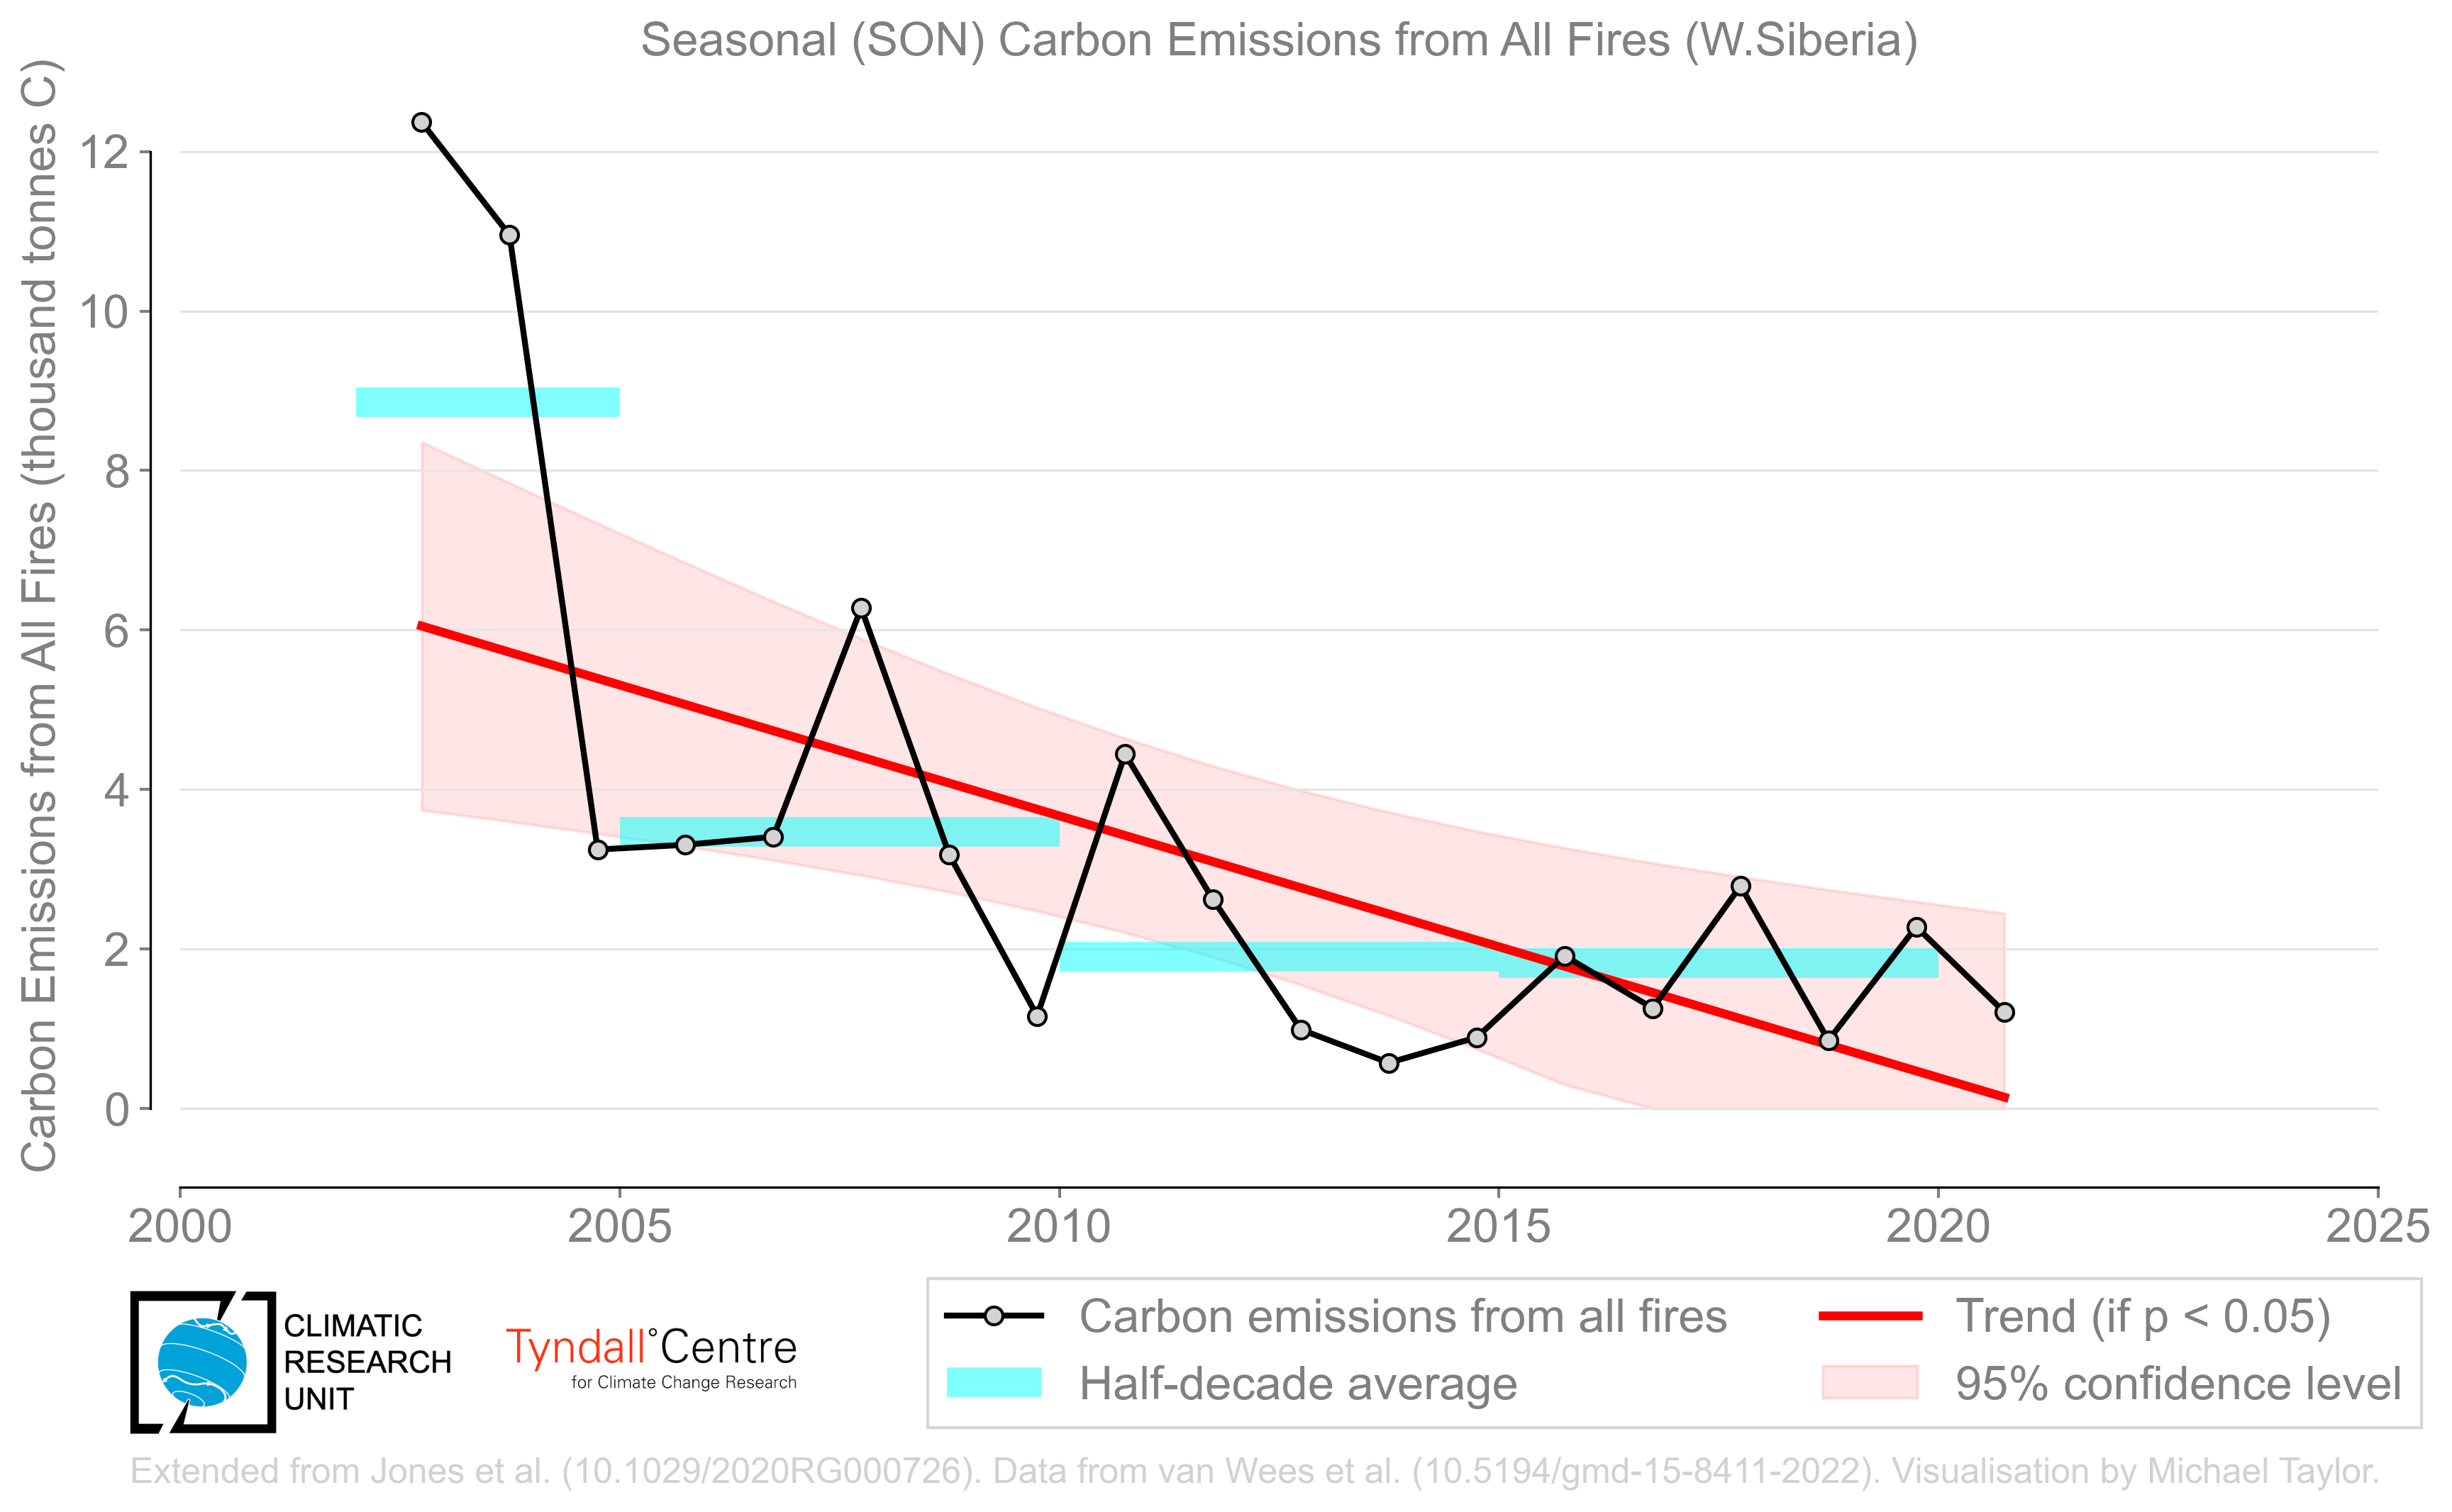 Seasonal (SON) Carbon Emissions from All Fires (W.Siberia)
Carbon Emissions from All Fires (thousand tonnes C)
12
10
8
6
4
2
0
2000 2005 2010 2015 2020 2025
CLIMATIC
RESEARCH
UNIT
Tyndall°Centre
for Climate Change Research
Carbon emissions from all fires
Half-decade average
Trend (if p < 0.05)
95% confidence level
Extended from Jones et al. (10.1029/2020RG000726). Data from van Wees et al. (10.5194/gmd-15-8411-2022). Visualisation by Michael Taylor.